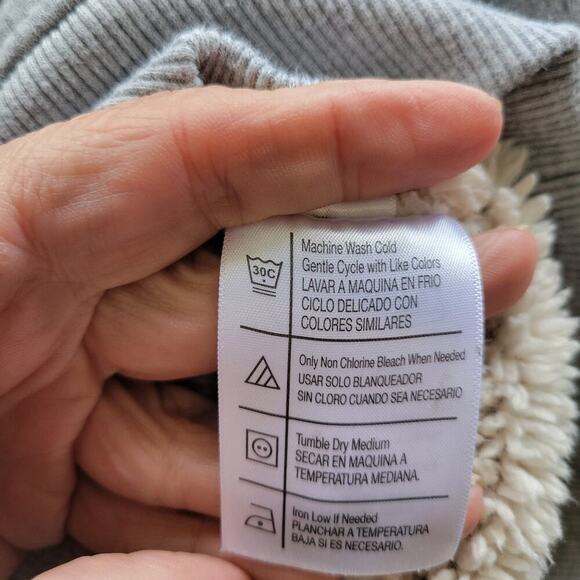 30C
Machine Wash Cold
Gentle Cycle with Like Colors
LAVAR A MAQUINA EN FRIO
CICLO DELICADO CON
COLORES SIMILARES
Only Non Chlorine Bleach When Needed
USAR SOLO BLANQUEADOR
SIN CLORO CUANDO SEA NECESARIO
Tumble Dry Medium
SECAR EN MAQUINA A
TEMPERATURA MEDIANA.
Iron Low If Needed
PLANCHAR A TEMPERATURA
BAJA SI ES NECESARIO.